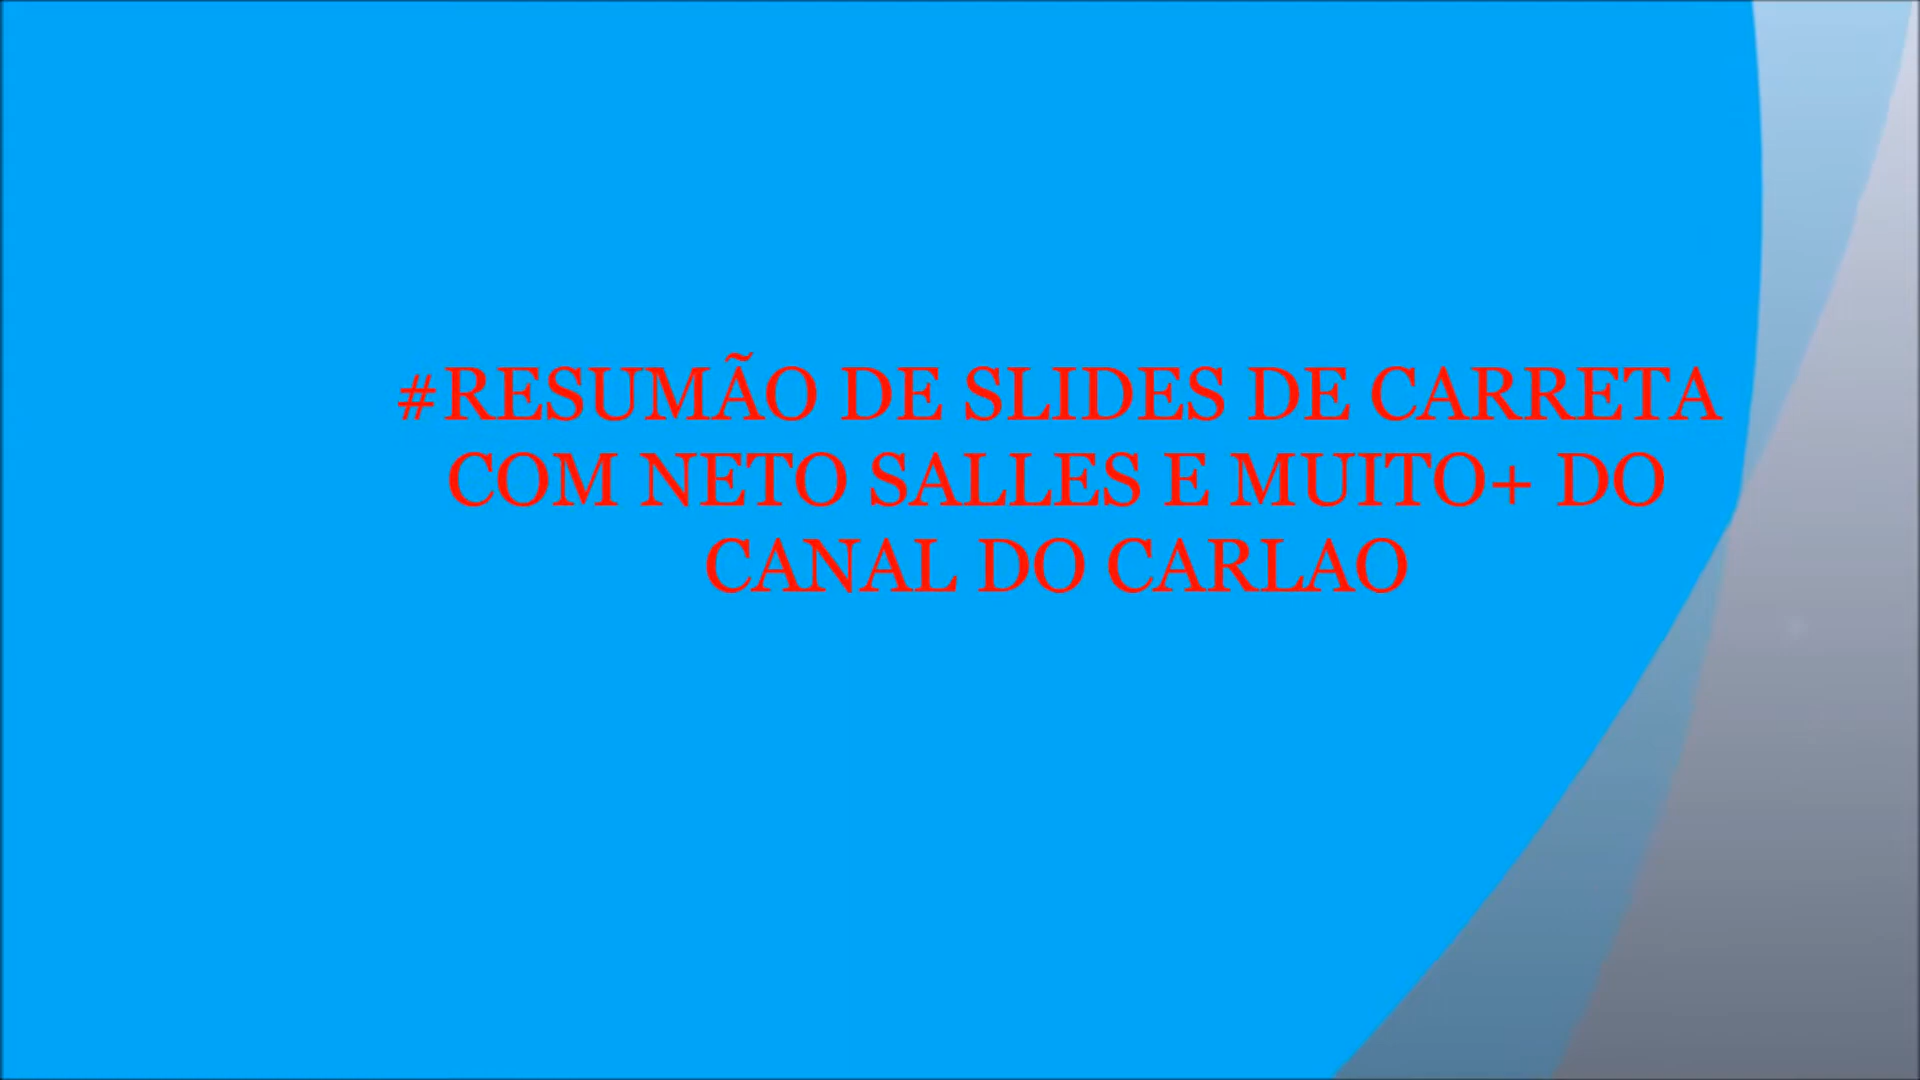 #RESUMÃO DE SLIDES DE CARRETA
COM NETO SALLES E MUITO+ DO
CANAL DO CARLAO